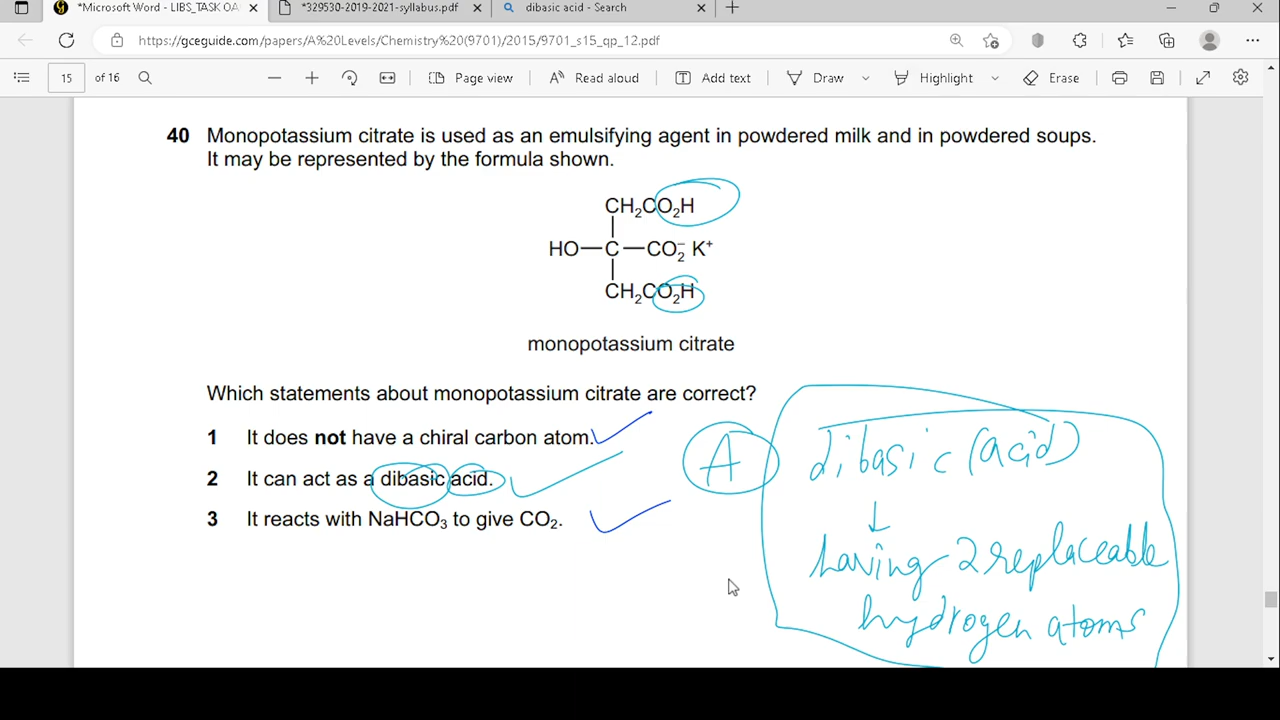 *Microsoft Word - LIBS_TASK OA
*329530-2019-2021-syllabus.pdf
dibasic acid - Search
https://gceguide.com/papers/A%20Levels/Chemistry%20(9701)/2015/9701_s15_qp_12.pdf
15 of 16
Page view
Read aloud
Add text
Draw
Highlight
Erase
40 Monopotassium citrate is used as an emulsifying agent in powdered milk and in powdered soups.
It may be represented by the formula shown.
CH₂CO₂H
HO—C—CO₂⁻ K⁺
CH₂CO₂H
monopotassium citrate
Which statements about monopotassium citrate are correct?
1 It does not have a chiral carbon atom.
2 It can act as a dibasic acid.
3 It reacts with NaHCO₃ to give CO₂.
A
dibasic (acid)
↓
having 2 replaceable
hydrogen atoms